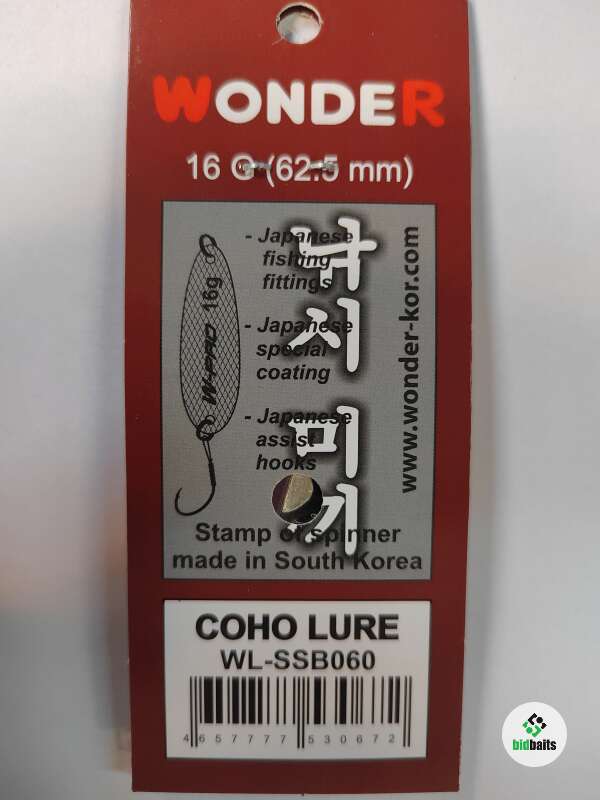 WONDER
16 G (62.5 mm)
- Japanese
fishing
fittings
- Japanese
special
coating
- Japanese
assist
hooks
16g
W-PRO
낚시 미끼
www.wonder-kor.com
Stamp of spinner
made in South Korea
COHO LURE
WL-SSB060
4 657777 530672
bidbaits